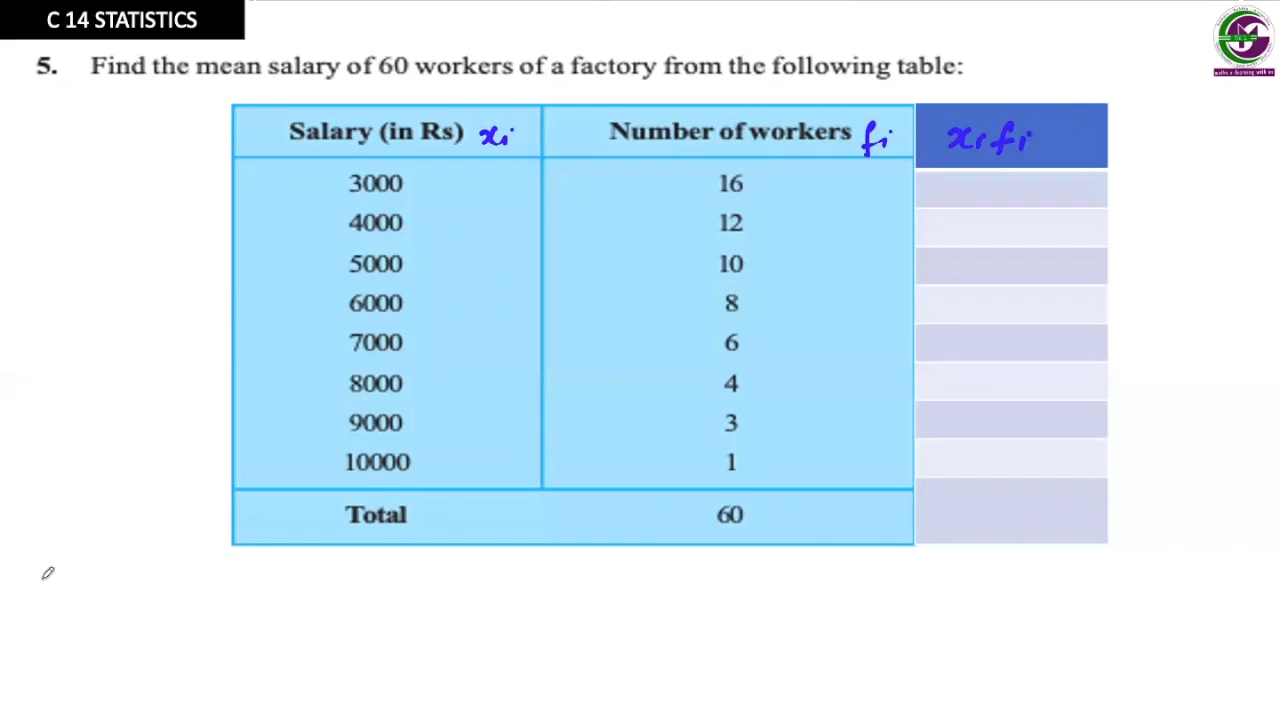 C 14 STATISTICS
5. Find the mean salary of 60 workers of a factory from the following table:
Salary (in Rs) xi Number of workers fi xifi
3000 16
4000 12
5000 10
6000 8
7000 6
8000 4
9000 3
10000 1
Total 60